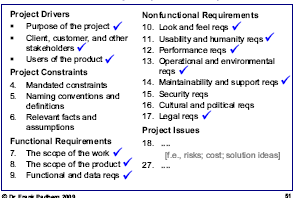 Project Drivers
▪ Purpose of the project ✓
▪ Client, customer, and other
stakeholders ✓
▪ Users of the product ✓
Project Constraints
4. Mandated constraints
5. Naming conventions and
definitions
6. Relevant facts and
assumptions
Functional Requirements
7. The scope of the work ✓
8. The scope of the product ✓
9. Functional and data reqs ✓
Nonfunctional Requirements
10. Look and feel reqs ✓
11. Usability and humanity reqs ✓
12. Performance reqs ✓
13. Operational and environmental
reqs ✓
14. Maintainability and support reqs ✓
15. Security reqs
16. Cultural and political reqs
17. Legal reqs
Project Issues
18. ....
[f.e., risks; cost; solution ideas]
27. ....
© Dr. Frank
2009
51